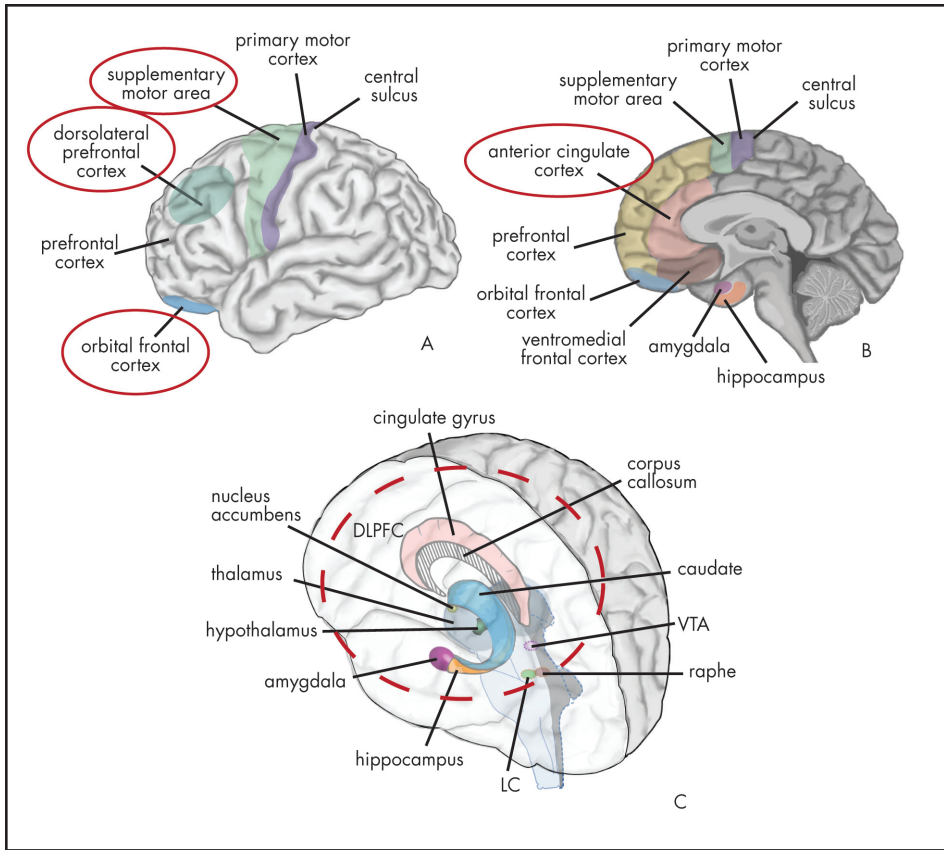 primary motor
cortex
supplementary
motor area
central
sulcus
dorsolateral
prefrontal
cortex
prefrontal
cortex
orbital frontal
cortex
A
primary motor
cortex
supplementary
motor area
central
sulcus
anterior cingulate
cortex
prefrontal
cortex
orbital frontal
cortex
ventromedial
frontal cortex
amygdala
hippocampus
B
cingulate gyrus
corpus
callosum
nucleus
accumbens
DLPFC
thalamus
caudate
hypothalamus
VTA
amygdala
raphe
hippocampus
LC
C